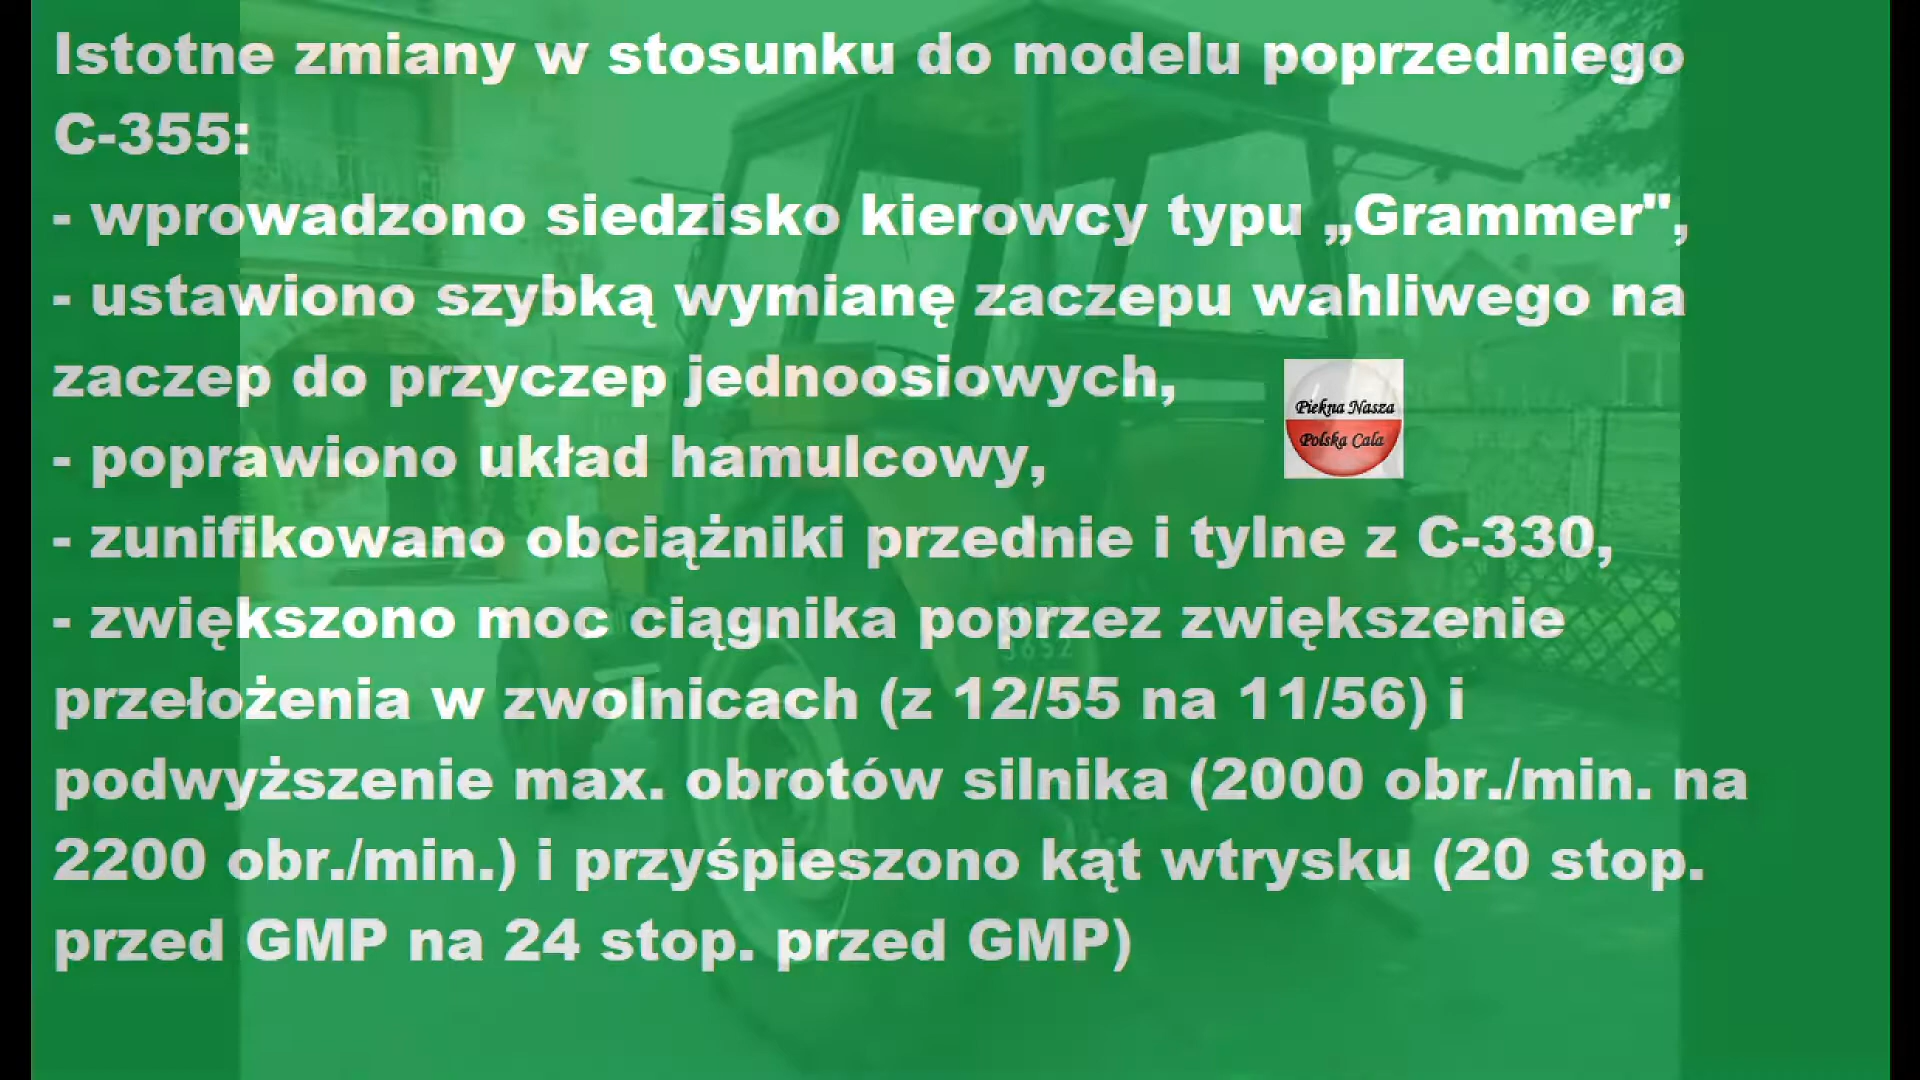 Istotne zmiany w stosunku do modelu poprzedniego
C-355:
- wprowadzono siedzisko kierowcy typu „Grammer",
- ustawiono szybką wymianę zaczepu wahliwego na
zaczep do przyczep jednoosiowych,
Piekna Nasza
Polska Cala
- poprawiono układ hamulcowy,
- zunifikowano obciążniki przednie i tylne z C-330,
- zwiększono moc ciągnika poprzez zwiększenie
przełożenia w zwolnicach (z 12/55 na 11/56) i
podwyższenie max. obrotów silnika (2000 obr./min. na
2200 obr./min.) i przyśpieszono kąt wtrysku (20 stop.
przed GMP na 24 stop. przed GMP)